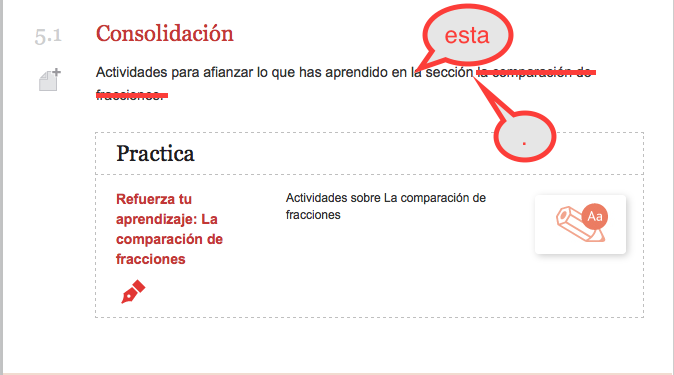 5.1 Consolidación
esta
Actividades para afianzar lo que has aprendido en la sección la comparación de
fracciones.
.
Practica
Refuerza tu
aprendizaje: La
comparación de
fracciones
Actividades sobre La comparación de
fracciones
Aa